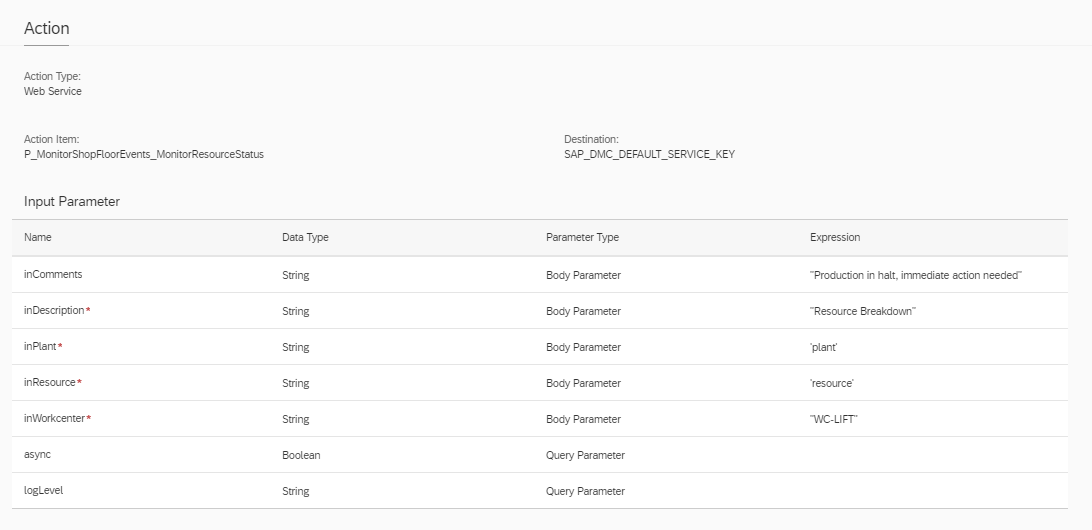 Action
Action Type:
Web Service
Action Item: Destination:
P_MonitorShopFloorEvents_MonitorResourceStatus SAP_DMC_DEFAULT_SERVICE_KEY
Input Parameter
Name Data Type Parameter Type Expression
inComments String Body Parameter "Production in halt, immediate action needed"
inDescription* String Body Parameter "Resource Breakdown"
inPlant* String Body Parameter 'plant'
inResource* String Body Parameter 'resource'
inWorkcenter* String Body Parameter "WC-LIFT"
async Boolean Query Parameter
logLevel String Query Parameter